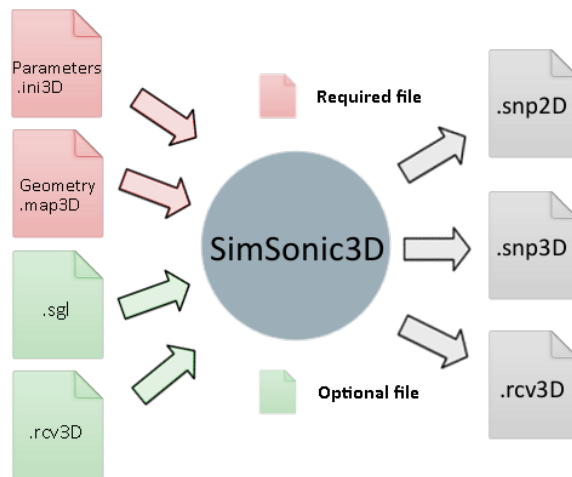 Parameters
.ini3D
Geometry
.map3D
.sgl
.rcv3D
Required file
SimSonic3D
Optional file
.snp2D
.snp3D
.rcv3D